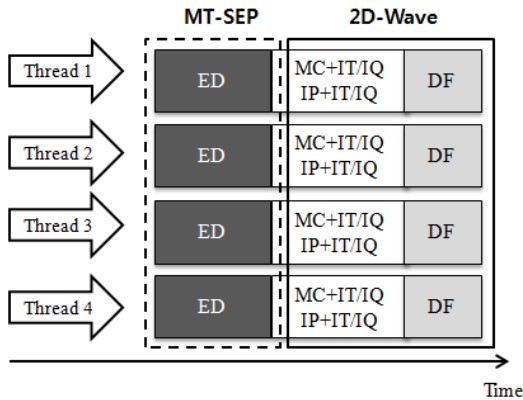 MT-SEP 2D-Wave
Thread 1 ED MC+IT/IQ DF
IP+IT/IQ
Thread 2 ED MC+IT/IQ DF
IP+IT/IQ
Thread 3 ED MC+IT/IQ DF
IP+IT/IQ
Thread 4 ED MC+IT/IQ DF
IP+IT/IQ
Time